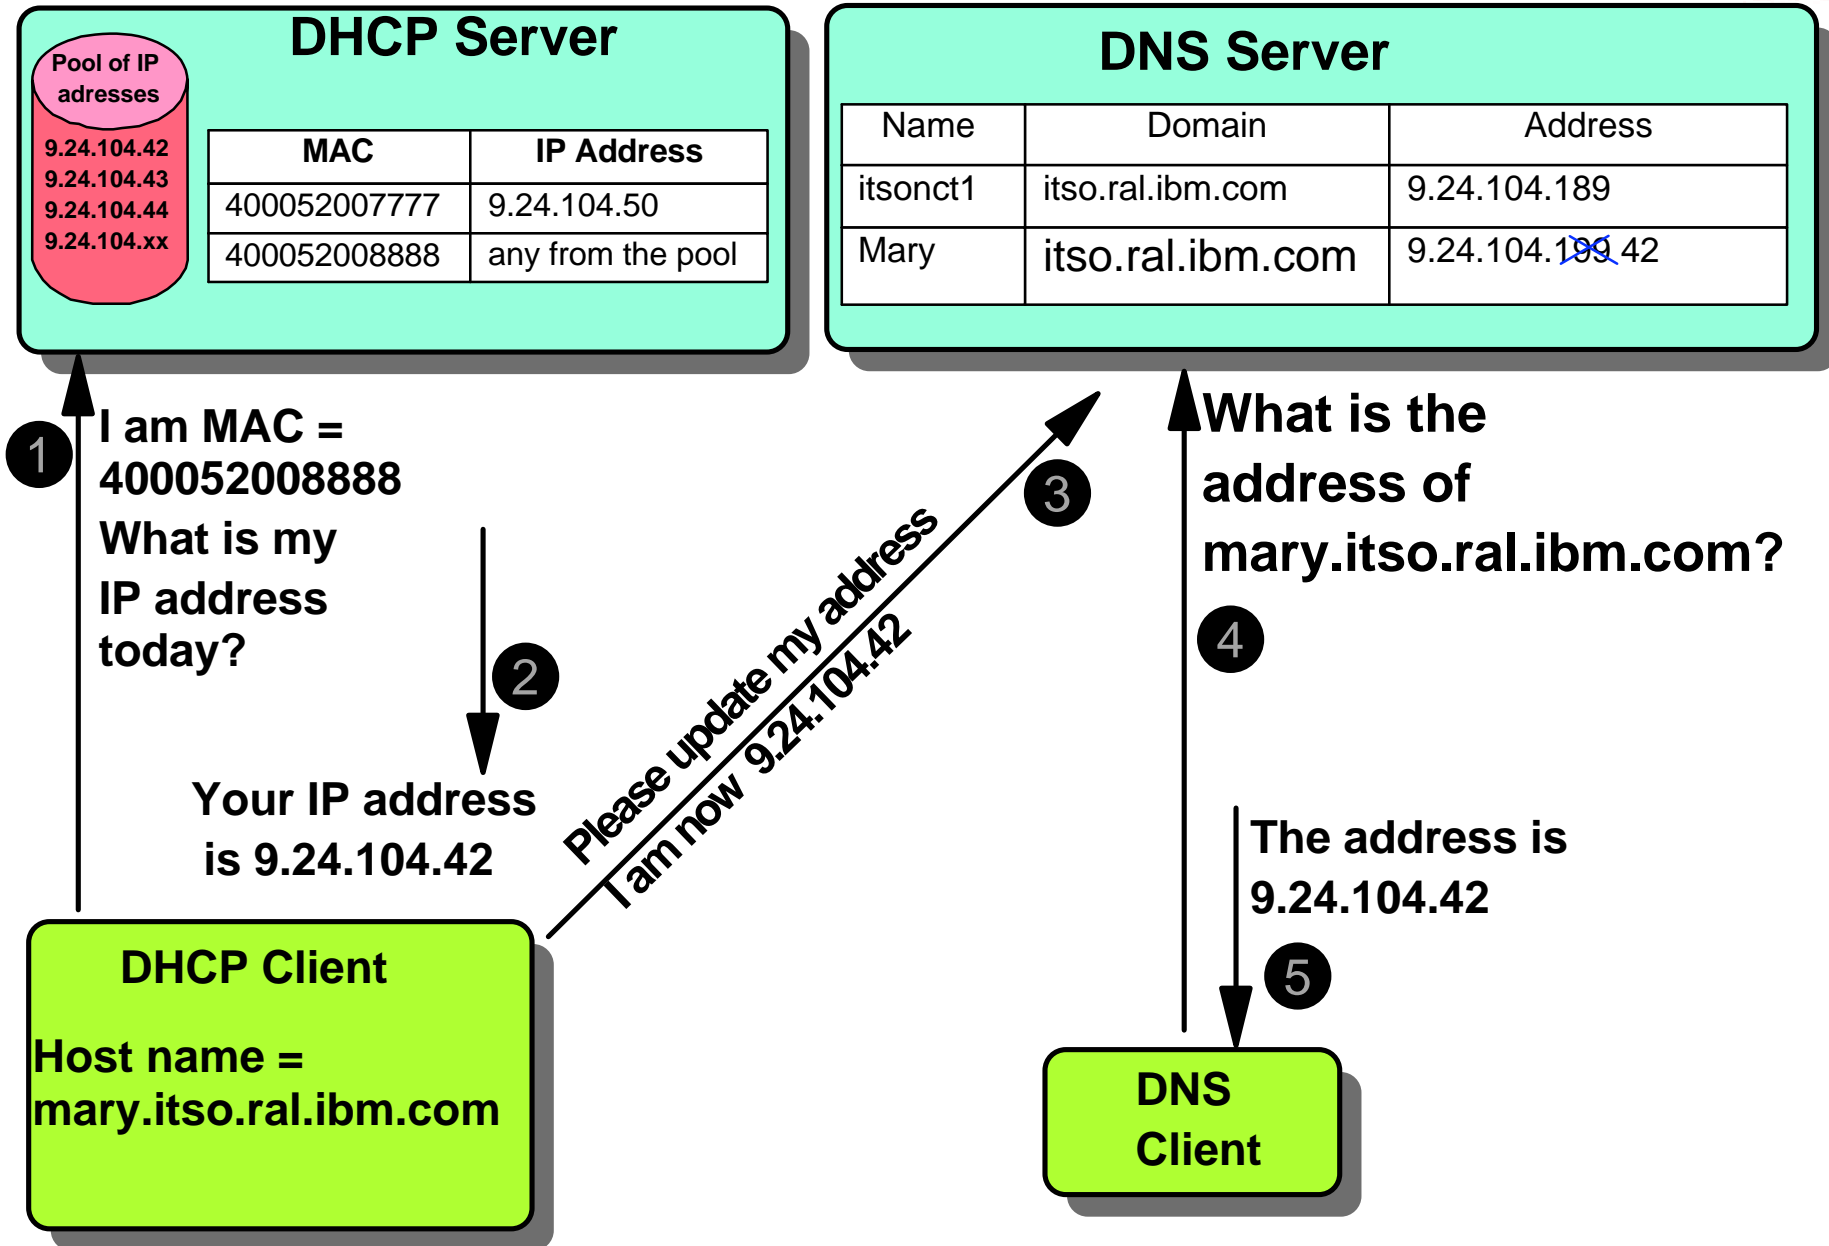 DHCP Server
Pool of IP
adresses
9.24.104.42
9.24.104.43
9.24.104.44
9.24.104.xx
MAC IP Address
400052007777 9.24.104.50
400052008888 any from the pool
DNS Server
Name Domain Address
itsonct1 itso.ral.ibm.com 9.24.104.189
Mary itso.ral.ibm.com 9.24.104.199 42
1
I am MAC =
400052008888
What is my
IP address
today?
2
Your IP address
is 9.24.104.42
3
Please update my address
I am now 9.24.104.42
What is the
address of
mary.itso.ral.ibm.com?
4
The address is
9.24.104.42
5
DHCP Client
Host name =
mary.itso.ral.ibm.com
DNS
Client